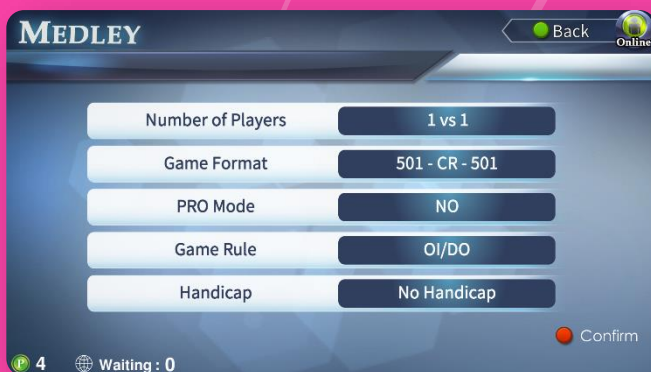 MEDLEY
Back
Online
Number of Players 1 vs 1
Game Format 501 - CR - 501
PRO Mode NO
Game Rule OI/DO
Handicap No Handicap
Confirm
P 4 Waiting : 0